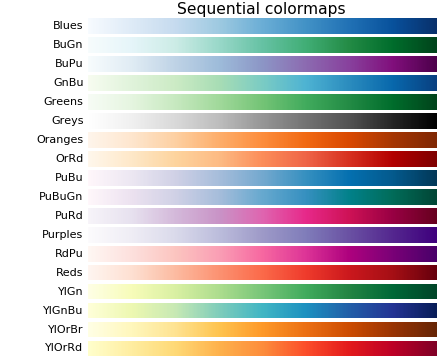 Sequential colormaps
Blues
BuGn
BuPu
GnBu
Greens
Greys
Oranges
OrRd
PuBu
PuBuGn
PuRd
Purples
RdPu
Reds
YlGn
YlGnBu
YlOrBr
YlOrRd